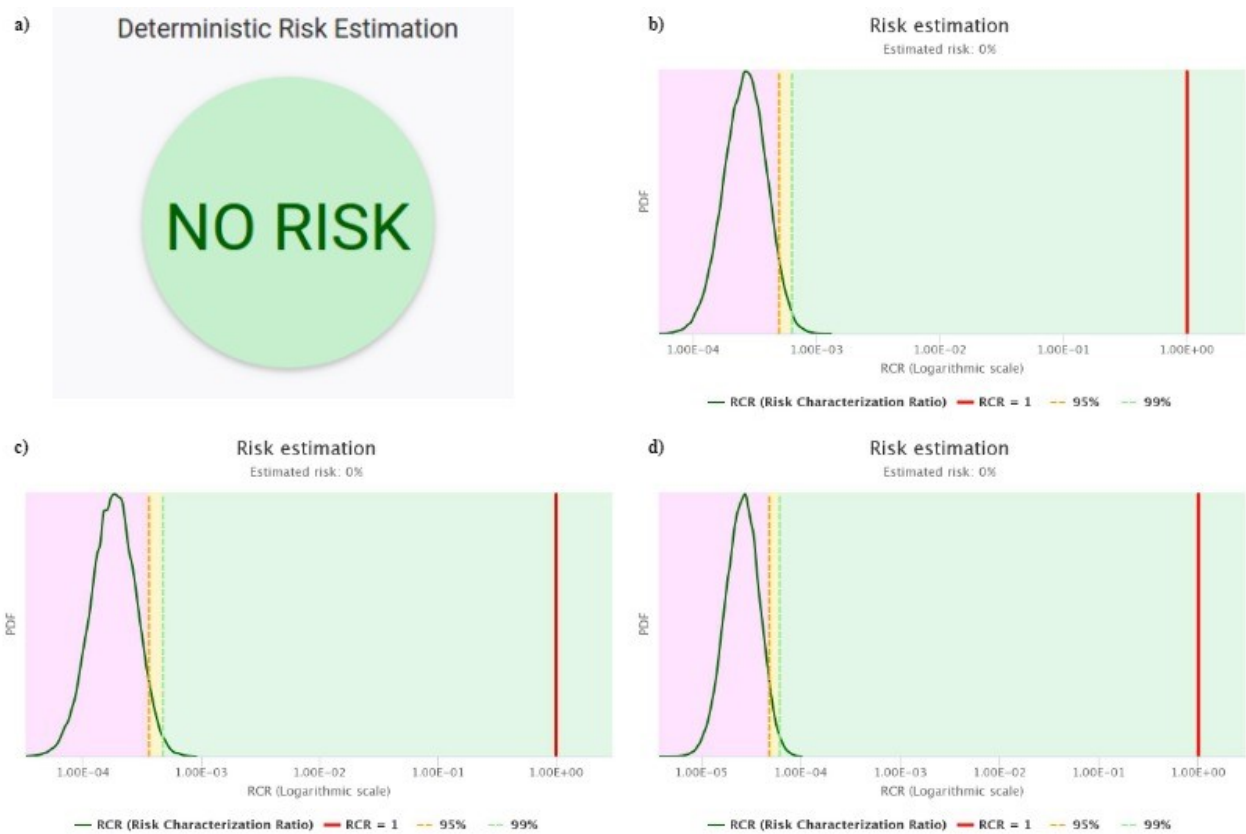 a)
Deterministic Risk Estimation
NO RISK
b)
Risk estimation
Estimated risk: 0%
PDF
1.00E-04 1.00E-03 1.00E-02 1.00E-01 1.00E+00
RCR (Logarithmic scale)
RCR (Risk Characterization Ratio) RCR = 1 95% 99%
c)
Risk estimation
Estimated risk: 0%
PDF
1.00E-04 1.00E-03 1.00E-02 1.00E-01 1.00E+00
RCR (Logarithmic scale)
RCR (Risk Characterization Ratio) RCR = 1 95% 99%
d)
Risk estimation
Estimated risk: 0%
PDF
1.00E-05 1.00E-04 1.00E-03 1.00E-02 1.00E-01 1.00E+00
RCR (Logarithmic scale)
RCR (Risk Characterization Ratio) RCR = 1 95% 99%